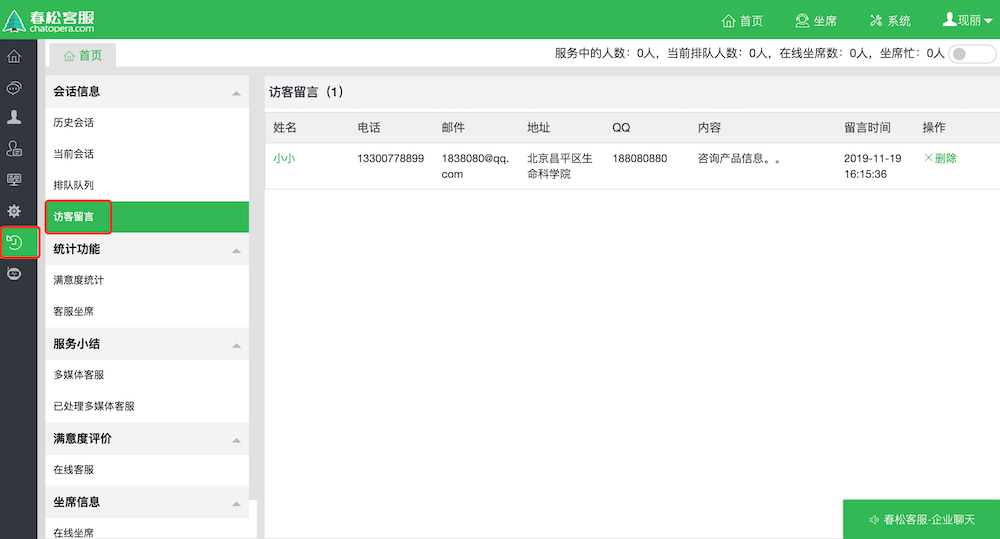 春松客服
chatopera.com
首页
坐席
系统
现丽
首页
服务中的人数：0人，当前排队人数：0人，在线坐席数：0人，坐席忙：0人
会话信息
历史会话
当前会话
排队队列
访客留言
统计功能
满意度统计
客服坐席
服务小结
多媒体客服
已处理多媒体客服
满意度评价
在线客服
坐席信息
在线坐席
访客留言（1）
姓名 电话 邮件 地址 QQ 内容 留言时间 操作
小小 13300778899 1838080@qq. 北京昌平区生 188080880 咨询产品信息。。 2019-11-19 ×删除
com 命科学院 16:15:36
春松客服-企业聊天